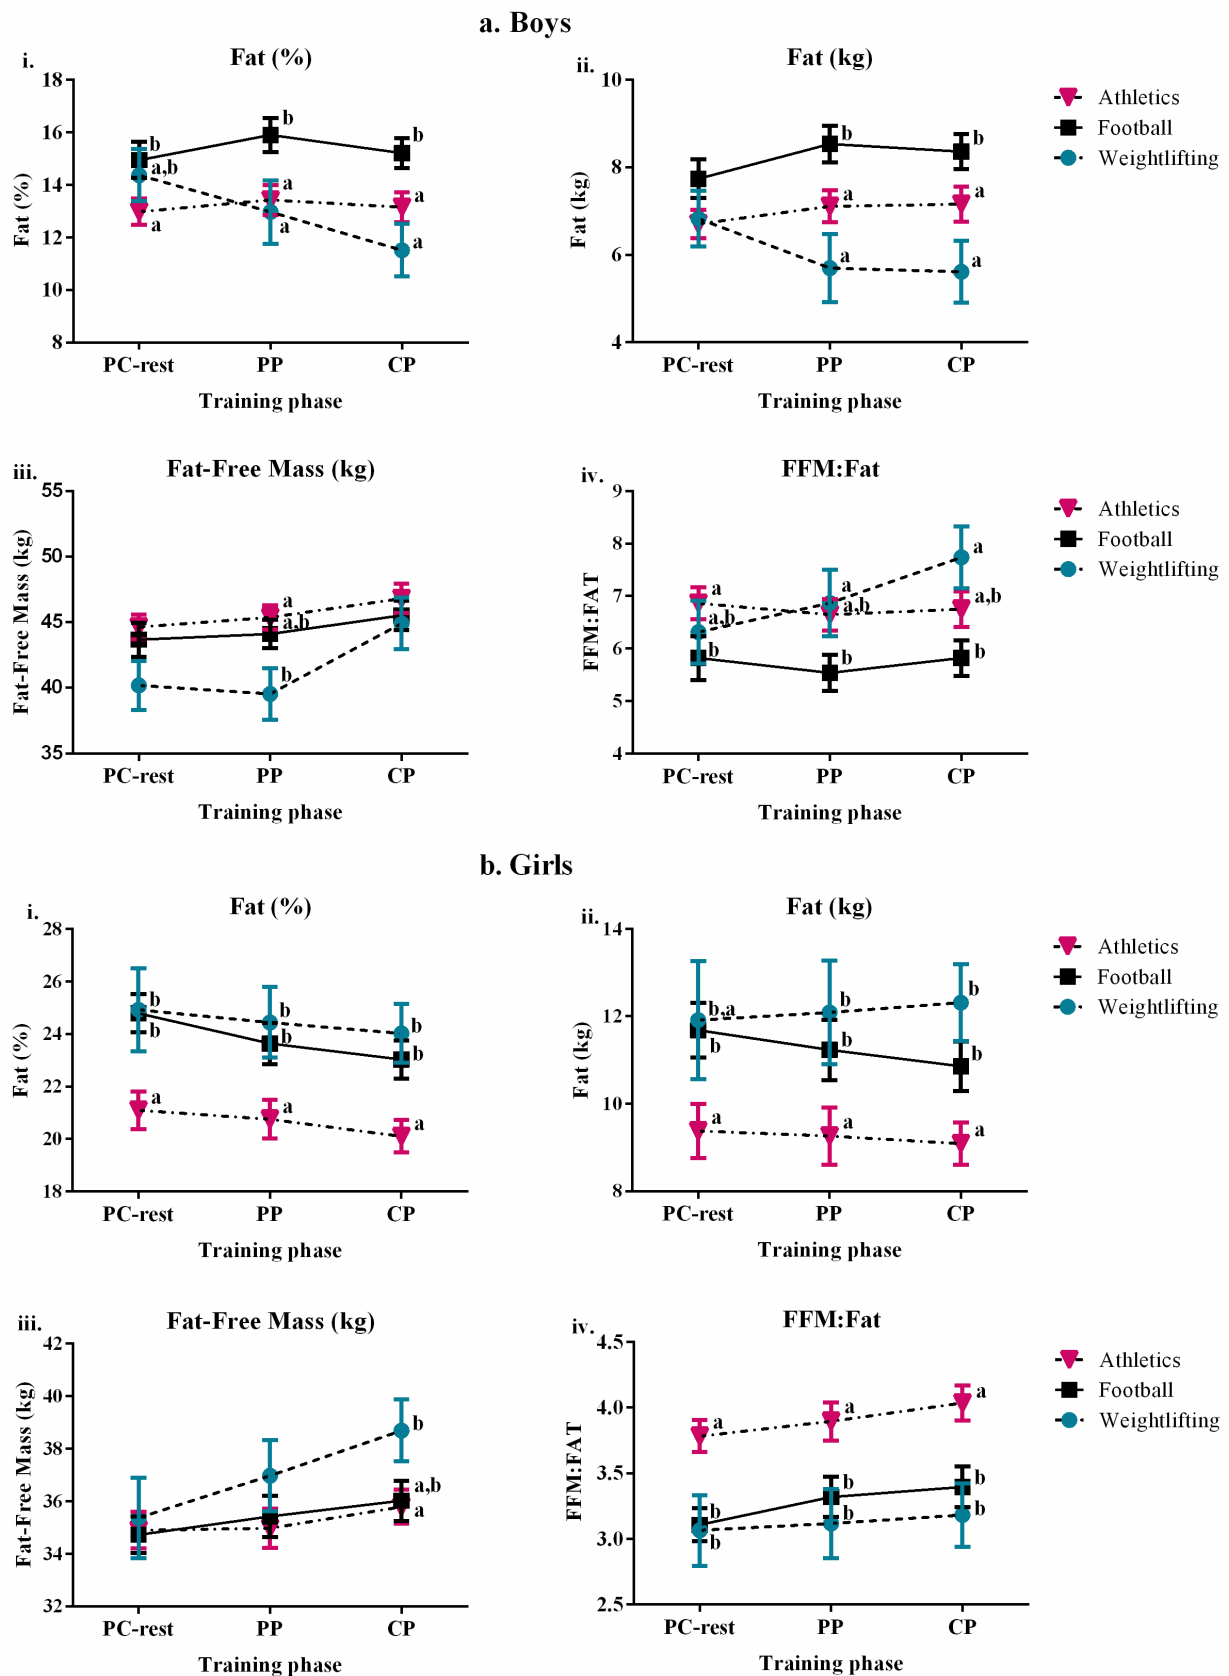 a. Boys
i.
Fat (%)
18
16
14
12
10
8
Fat (%)
b
b
b
a,b
a
a
a
a
a
PC-rest PP CP
Training phase
ii.
Fat (kg)
10
8
6
4
Fat (kg)
b
b
a
a
a
a
PC-rest PP CP
Training phase
Athletics
Football
Weightlifting
iii.
Fat-Free Mass (kg)
55
50
45
40
35
Fat-Free Mass (kg)
a
a,b
b
PC-rest PP CP
Training phase
iv.
FFM:Fat
9
8
7
6
5
4
FFM:FAT
a
a,b
b
a
a,b
b
a
a,b
b
PC-rest PP CP
Training phase
Athletics
Football
Weightlifting
b. Girls
i.
Fat (%)
28
26
24
22
20
18
Fat (%)
b
b
a
b
b
a
b
b
a
PC-rest PP CP
Training phase
ii.
Fat (kg)
14
12
10
8
Fat (kg)
b,a
b
a
b
b
a
b
b
a
PC-rest PP CP
Training phase
Athletics
Football
Weightlifting
iii.
Fat-Free Mass (kg)
42
40
38
36
34
32
Fat-Free Mass (kg)
b
a,b
a
PC-rest PP CP
Training phase
iv.
FFM:Fat
4.5
4.0
3.5
3.0
2.5
FFM:FAT
a
b
b
a
b
b
a
b
b
PC-rest PP CP
Training phase
Athletics
Football
Weightlifting